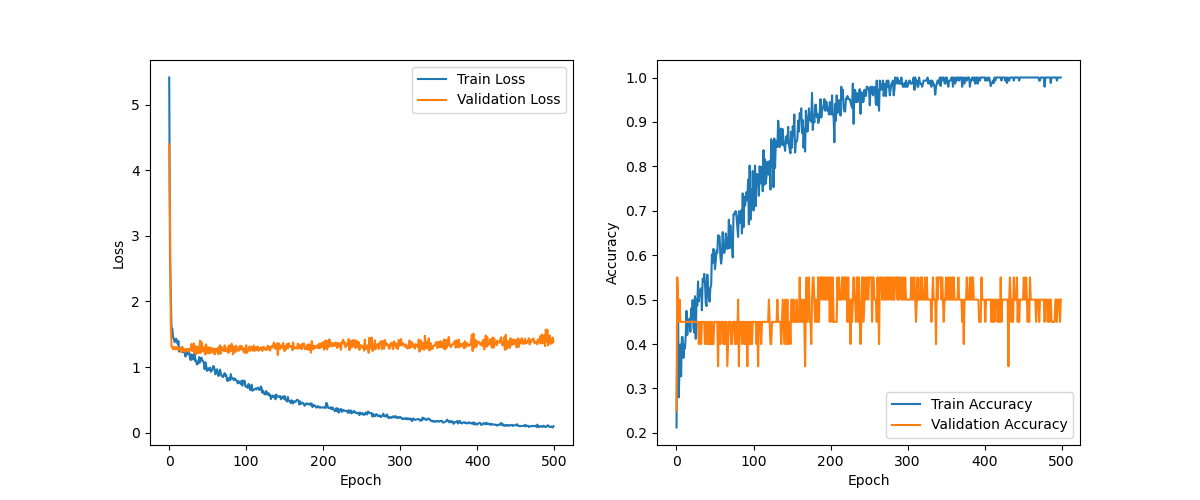 Train Loss
Validation Loss
5
4
3
2
1
0
Loss
0 100 200 300 400 500
Epoch
1.0
0.9
0.8
0.7
0.6
0.5
0.4
0.3
0.2
Accuracy
Train Accuracy
Validation Accuracy
0 100 200 300 400 500
Epoch